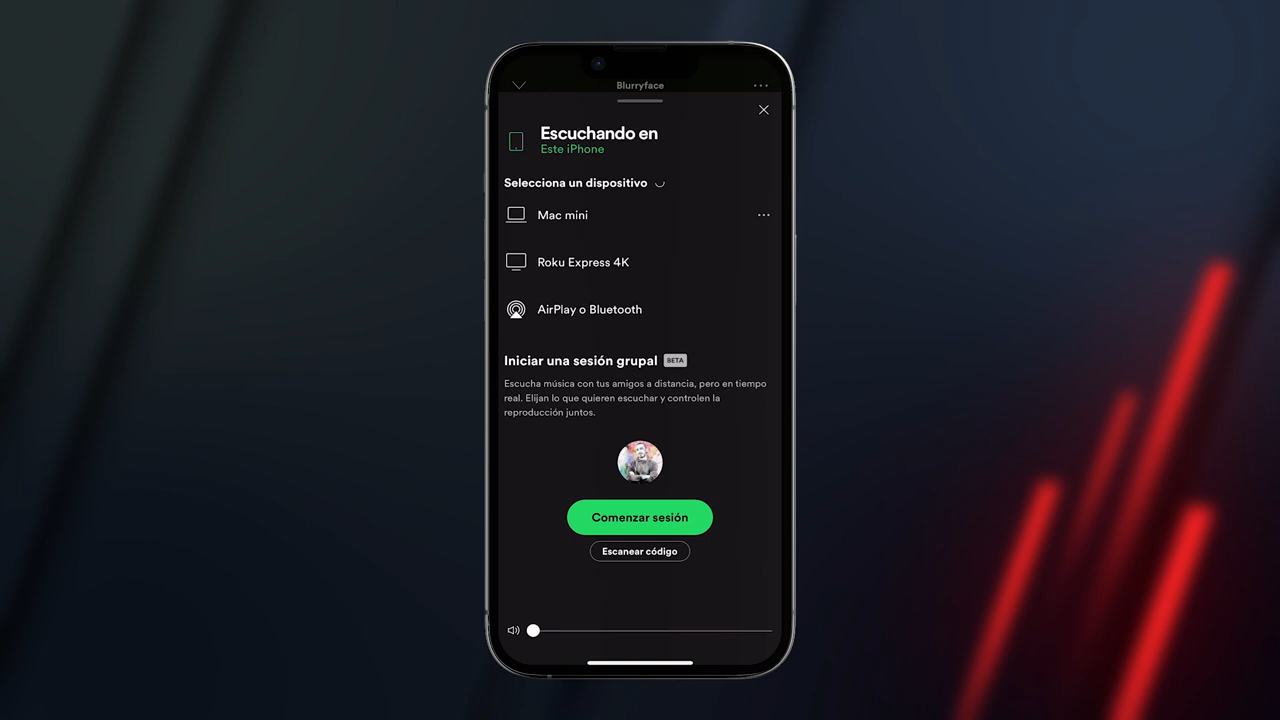 Blurryface
Escuchando en
Este iPhone
Selecciona un dispositivo
Mac mini
Roku Express 4K
AirPlay o Bluetooth
Iniciar una sesión grupal BETA
Escucha música con tus amigos a distancia, pero en tiempo
real. Elijan lo que quieren escuchar y controlen la
reproducción juntos.
Comenzar sesión
Escanear código